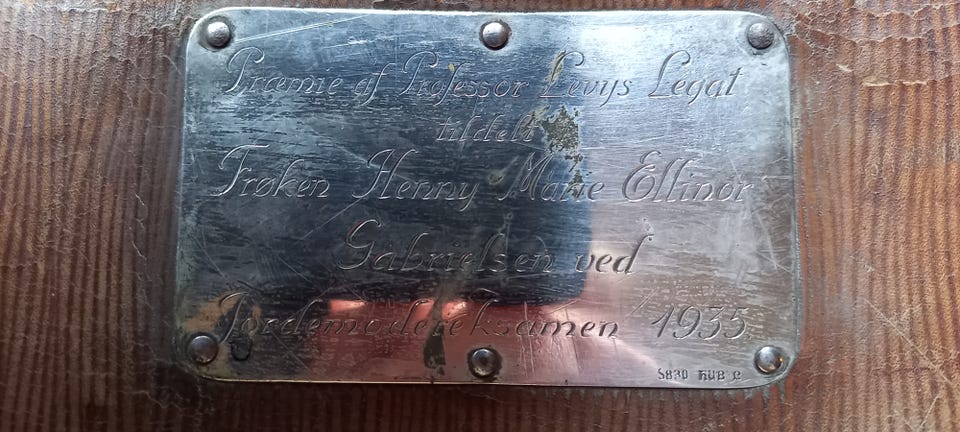 Præmie af Professor Levys Legat
tildelt
Frøken Henny Marie Ellinor
Gabrielsen ved
Jordemodereksamen 1935